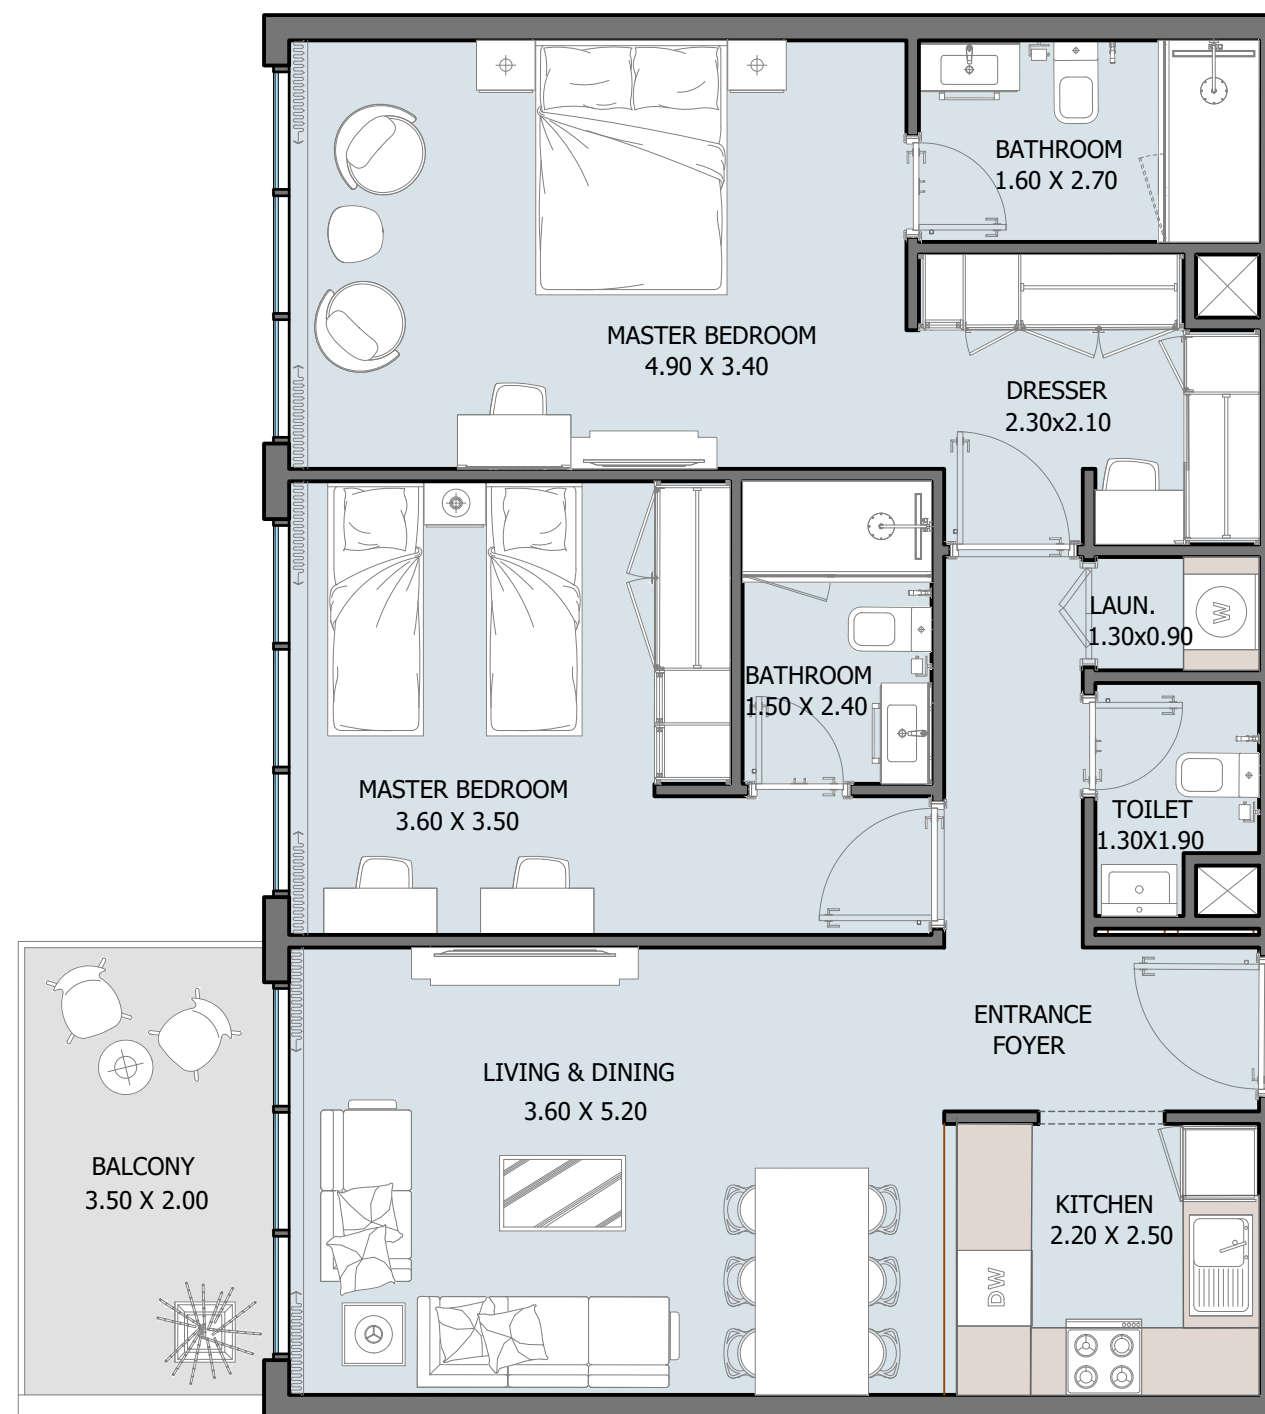 BATHROOM
1.60 X 2.70
MASTER BEDROOM
4.90 X 3.40
DRESSER
2.30x2.10
LAUN.
1.30x0.90
W
BATHROOM
1.50 X 2.40
MASTER BEDROOM
3.60 X 3.50
TOILET
1.30X1.90
ENTRANCE
FOYER
LIVING & DINING
3.60 X 5.20
BALCONY
3.50 X 2.00
KITCHEN
2.20 X 2.50
DW